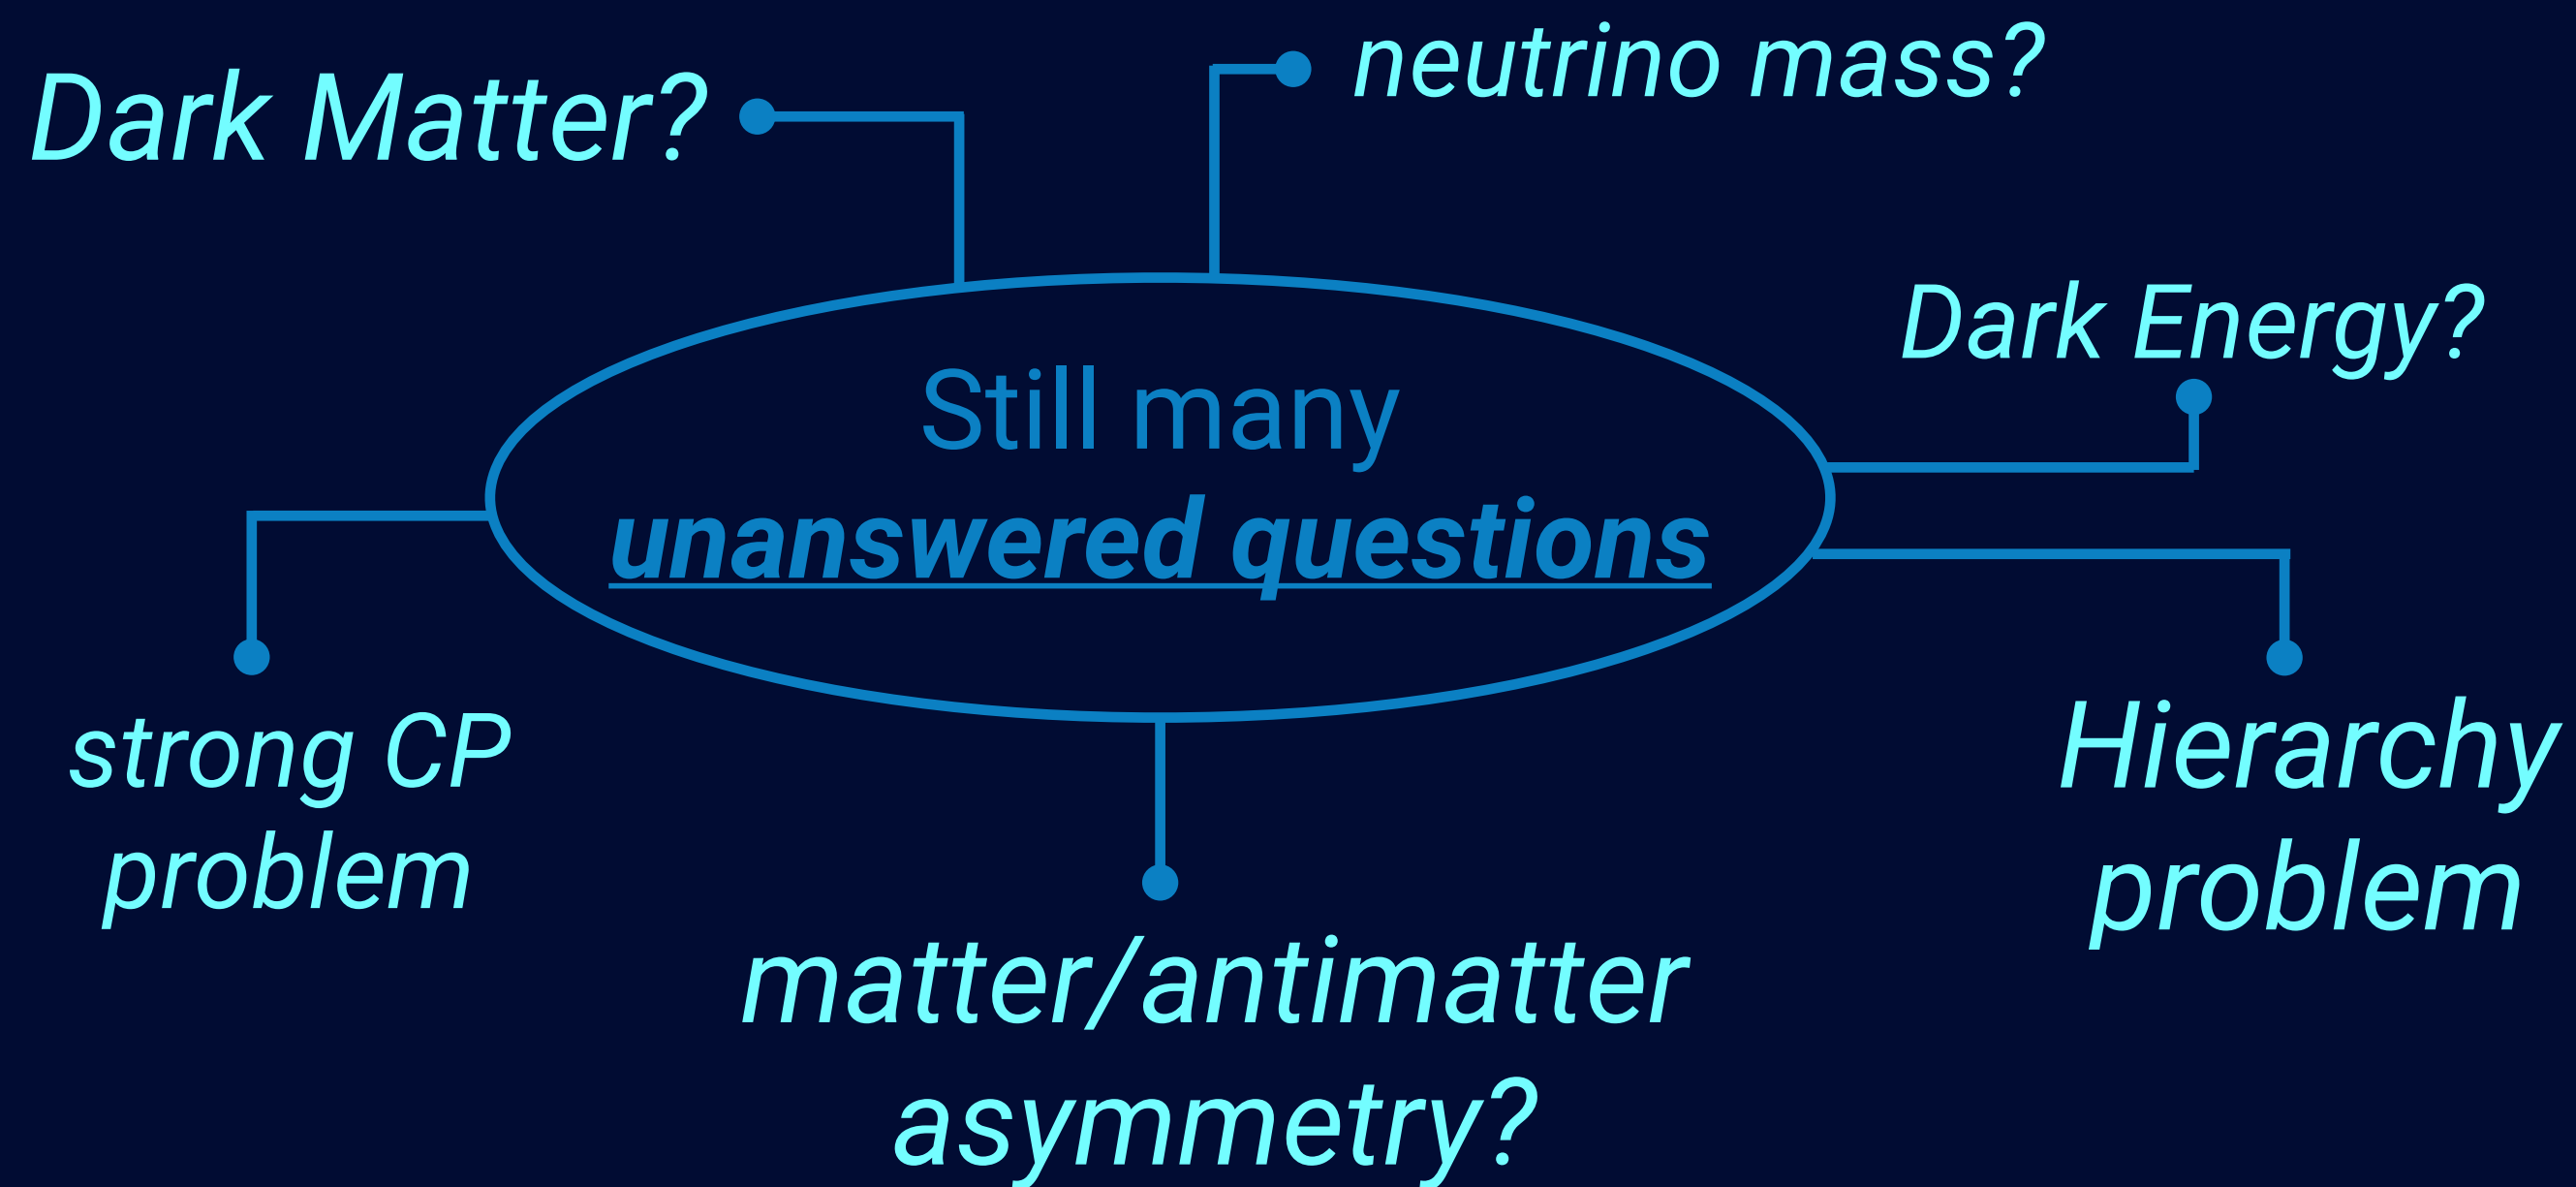 Dark Matter?
neutrino mass?
Dark Energy?
Still many
unanswered questions
strong CP
problem
Hierarchy
problem
matter/antimatter
asymmetry?